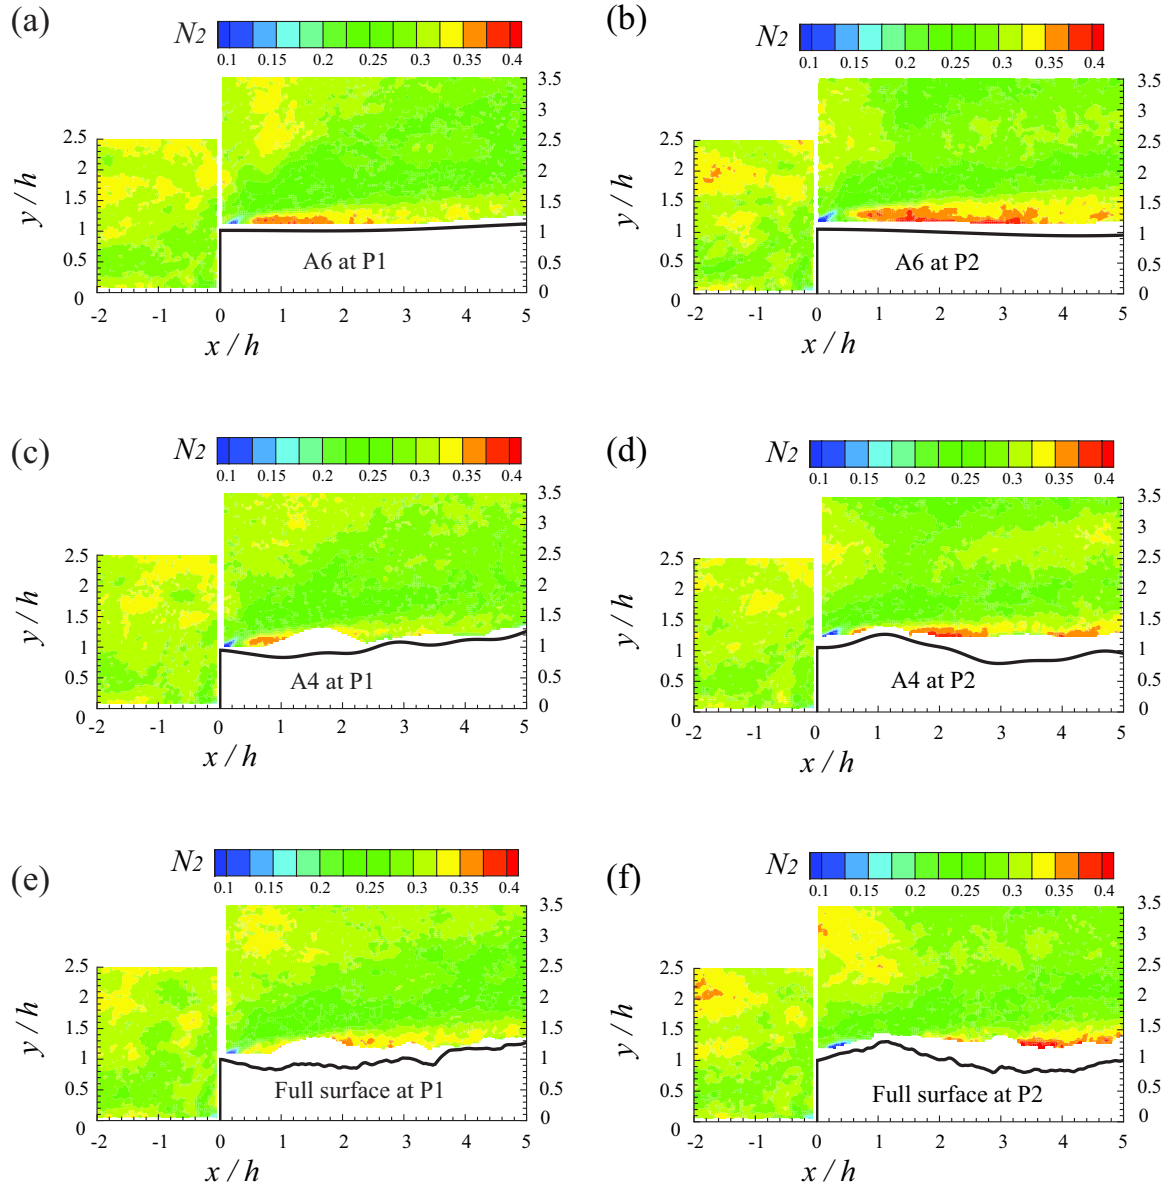 (a)
N2
0.1 0.15 0.2 0.25 0.3 0.35 0.4
y / h
2.5 2 1.5 1 0.5 0
3.5 3 2.5 2 1.5 1 0.5 0
A6 at P1
-2 -1 0 1 2 3 4 5
x / h
(b)
N2
0.1 0.15 0.2 0.25 0.3 0.35 0.4
y / h
2.5 2 1.5 1 0.5 0
3.5 3 2.5 2 1.5 1 0.5 0
A6 at P2
-2 -1 0 1 2 3 4 5
x / h
(c)
N2
0.1 0.15 0.2 0.25 0.3 0.35 0.4
y / h
2.5 2 1.5 1 0.5 0
3.5 3 2.5 2 1.5 1 0.5 0
A4 at P1
-2 -1 0 1 2 3 4 5
x / h
(d)
N2
0.1 0.15 0.2 0.25 0.3 0.35 0.4
y / h
2.5 2 1.5 1 0.5 0
3.5 3 2.5 2 1.5 1 0.5 0
A4 at P2
-2 -1 0 1 2 3 4 5
x / h
(e)
N2
0.1 0.15 0.2 0.25 0.3 0.35 0.4
y / h
2.5 2 1.5 1 0.5 0
3.5 3 2.5 2 1.5 1 0.5 0
Full surface at P1
-2 -1 0 1 2 3 4 5
x / h
(f)
N2
0.1 0.15 0.2 0.25 0.3 0.35 0.4
y / h
2.5 2 1.5 1 0.5 0
3.5 3 2.5 2 1.5 1 0.5 0
Full surface at P2
-2 -1 0 1 2 3 4 5
x / h